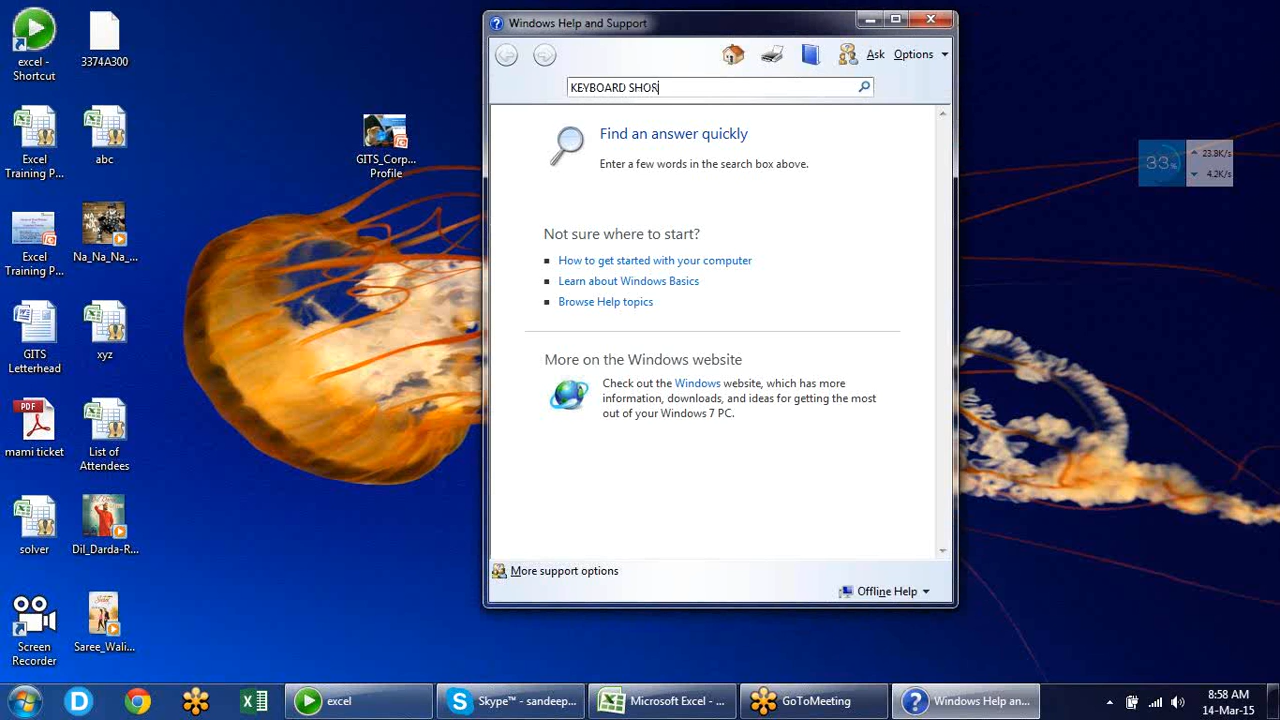 excel -
Shortcut
3374A300
Excel
Training P...
abc
GITS_Corp...
Profile
Excel
Training P...
Na_Na_Na_...
GITS
Letterhead
xyz
PDF
mami ticket
List of
Attendees
solver
Dil_Darda-R...
Screen
Recorder
Saree_Wali...
Windows Help and Support
Ask
Options
KEYBOARD SHOR
Find an answer quickly
Enter a few words in the search box above.
Not sure where to start?
How to get started with your computer
Learn about Windows Basics
Browse Help topics
More on the Windows website
Check out the Windows website, which has more
information, downloads, and ideas for getting the most
out of your Windows 7 PC.
More support options
Offline Help
33%
23.8K/s
4.2K/s
excel
Skype™ - sandeep...
Microsoft Excel - ...
GoToMeeting
Windows Help an...
8:58 AM
14-Mar-15